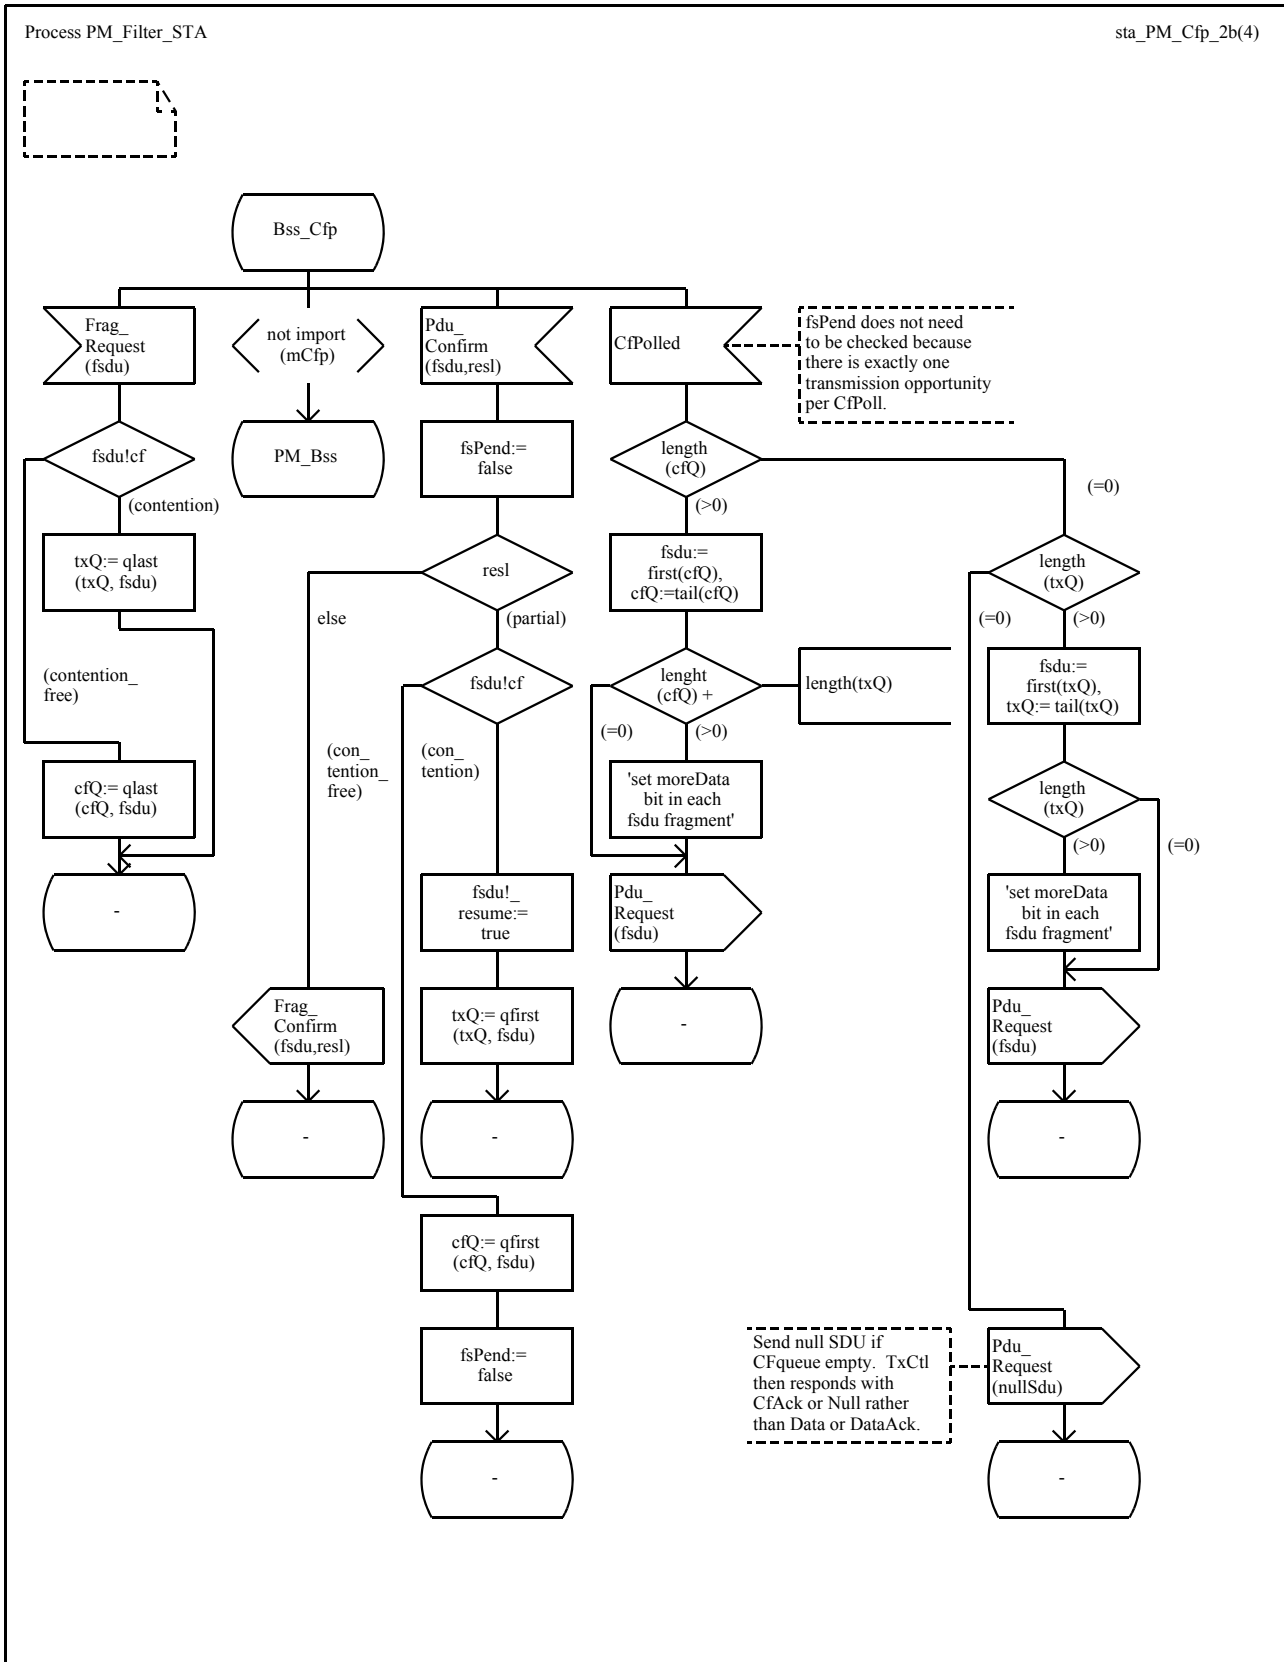 Process PM_Filter_STA
sta_PM_Cfp_2b(4)
Bss_Cfp
Frag_
Request
(fsdu)
not import
(mCfp)
Pdu_
Confirm
(fsdu,resl)
CfPolled
fsPend does not need
to be checked because
there is exactly one
transmission opportunity
per CfPoll.
fsdu!cf
(contention)
PM_Bss
fsPend:=
false
length
(cfQ)
(=0)
(>0)
txQ:= qlast
(txQ, fsdu)
resl
else
(partial)
fsdu:=
first(cfQ),
cfQ:=tail(cfQ)
length
(txQ)
(=0)
(>0)
(contention_
free)
fsdu!cf
(con_
tention_
free)
(con_
tention)
lenght
(cfQ) +
length(txQ)
(=0)
(>0)
fsdu:=
first(txQ),
txQ:= tail(txQ)
cfQ:= qlast
(cfQ, fsdu)
'set moreData
bit in each
fsdu fragment'
length
(txQ)
(>0)
(=0)
-
fsdu!_
resume:=
true
Pdu_
Request
(fsdu)
'set moreData
bit in each
fsdu fragment'
Frag_
Confirm
(fsdu,resl)
txQ:= qfirst
(txQ, fsdu)
-
Pdu_
Request
(fsdu)
-
-
-
cfQ:= qfirst
(cfQ, fsdu)
fsPend:=
false
Send null SDU if
CFqueue empty.  TxCtl
then responds with
CfAck or Null rather
than Data or DataAck.
Pdu_
Request
(nullSdu)
-
-